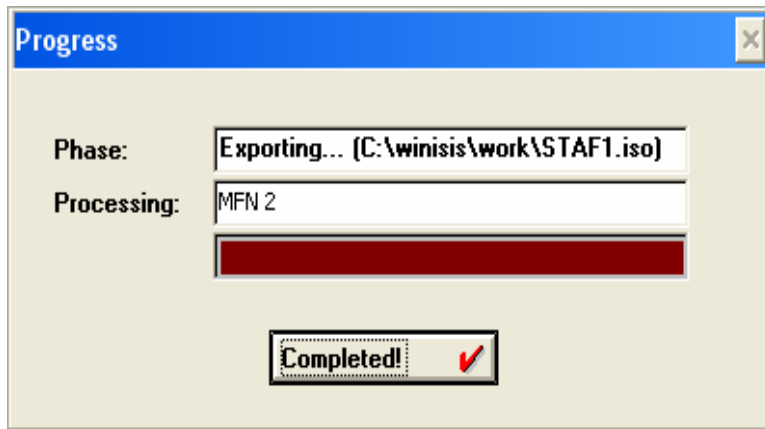 Progress
Phase: Exporting... (C:\winisis\work\STAF1.iso)
Processing: MFN 2
Completed!